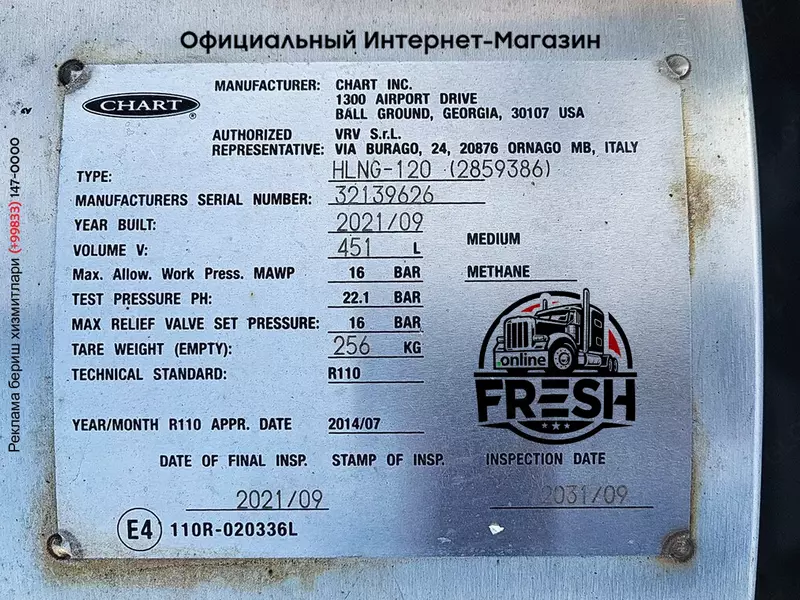 Официальный Интернет-Магазин
CHART ®
MANUFACTURER: CHART INC.
1300 AIRPORT DRIVE
BALL GROUND, GEORGIA, 30107 USA
AUTHORIZED VRV S.r.L.
REPRESENTATIVE: VIA BURAGO, 24, 20876 ORNAGO MB, ITALY
TYPE: HLNG-120 (2859386)
MANUFACTURERS SERIAL NUMBER: 32139626
YEAR BUILT: 2021/09
VOLUME V: 451 L MEDIUM
Max. Allow. Work Press. MAWP 16 BAR METHANE
TEST PRESSURE PH: 22.1 BAR
MAX RELIEF VALVE SET PRESSURE: 16 BAR
TARE WEIGHT (EMPTY): 256 KG
TECHNICAL STANDARD: R110
YEAR/MONTH R110 APPR. DATE 2014/07
DATE OF FINAL INSP. STAMP OF INSP. INSPECTION DATE
2021/09 2031/09
E4 110R-020336L
online
FRESH
Реклама бериш хизмитлари (+99833) 147-0000